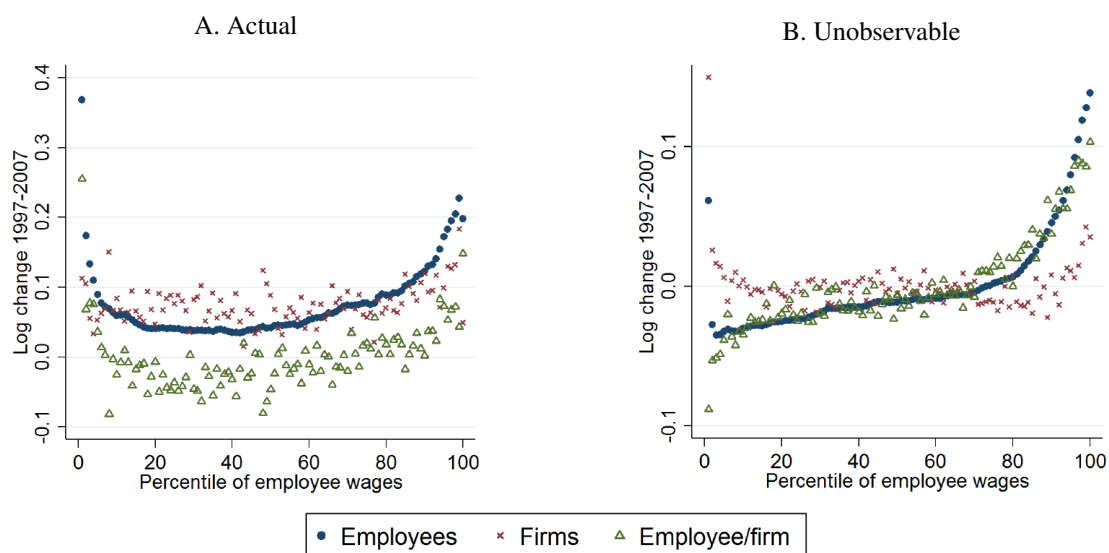 A. Actual
B. Unobservable
Log change 1997-2007
0.4
0.3
0.2
0.1
0.0
-0.1
0 20 40 60 80 100
Percentile of employee wages
Log change 1997-2007
0.1
0.0
-0.1
0 20 40 60 80 100
Percentile of employee wages
Employees Firms Employee/firm